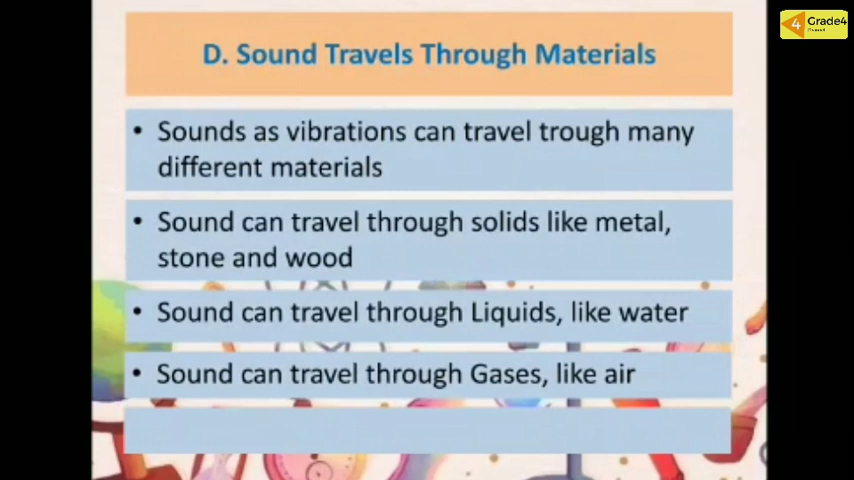 D. Sound Travels Through Materials
4 Grade4
• Sounds as vibrations can travel trough many
different materials
• Sound can travel through solids like metal,
stone and wood
• Sound can travel through Liquids, like water
• Sound can travel through Gases, like air